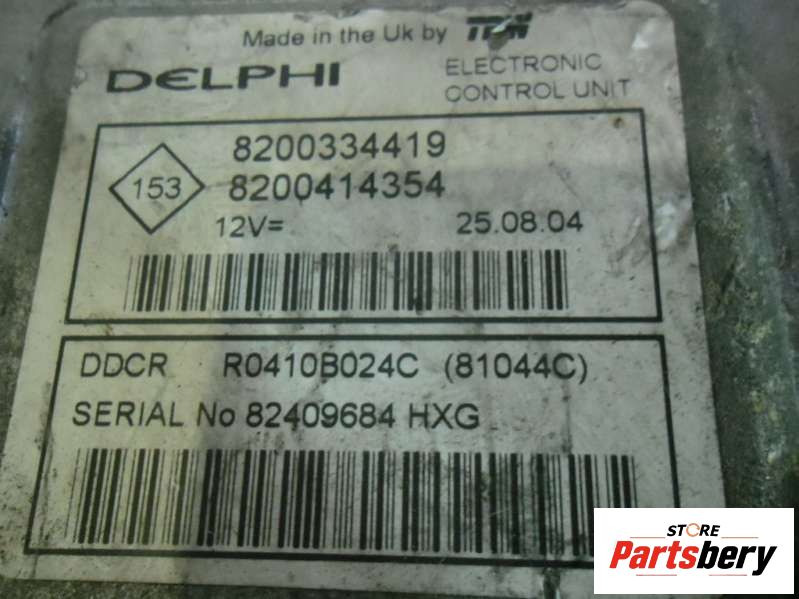 Made in the Uk by TRW
DELPHI
ELECTRONIC
CONTROL UNIT
8200334419
153
8200414354
12V=
25.08.04
DDCR R0410B024C (81044C)
SERIAL No 82409684 HXG
STORE
Partsbery